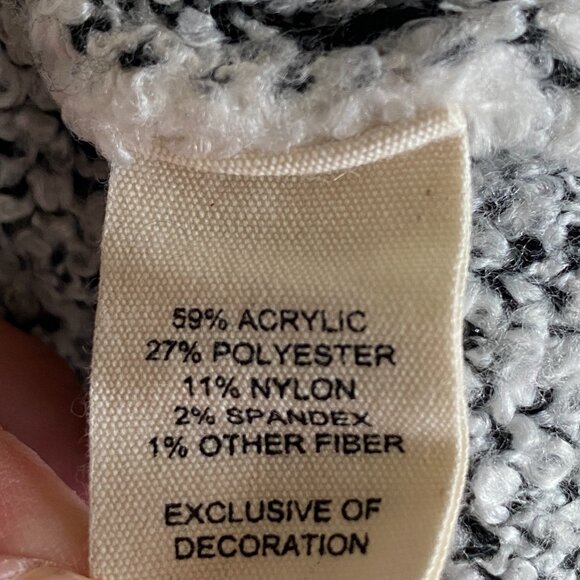 59% ACRYLIC
27% POLYESTER
11% NYLON
2% SPANDEX
1% OTHER FIBER
EXCLUSIVE OF
DECORATION